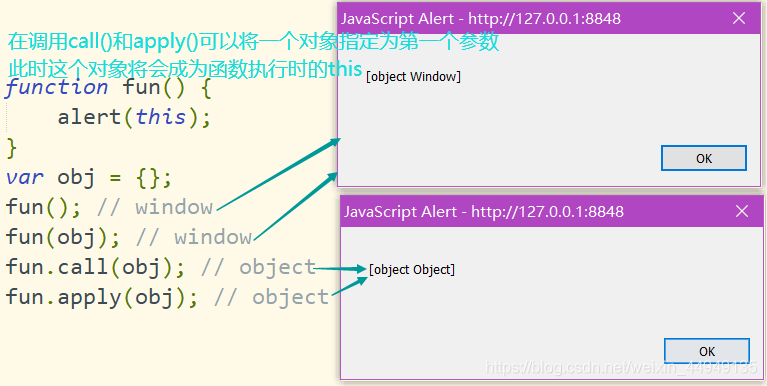 在调用call()和apply()可以将一个对象指定为第一个参数
此时这个对象将会成为函数执行时的this
function fun() {
    alert(this);
}
var obj = {};
fun(); // window
fun(obj); // window
fun.call(obj); // object
fun.apply(obj); // object
JavaScript Alert - http://127.0.0.1:8848
[object Window]
OK
JavaScript Alert - http://127.0.0.1:8848
[object Object]
OK
https://blog.csdn.net/weixin_44949135